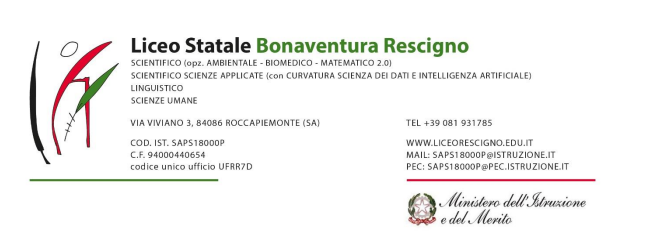 Liceo Statale Bonaventura Rescigno
SCIENTIFICO (opz. AMBIENTALE - BIOMEDICO - MATEMATICO 2.0)
SCIENTIFICO SCIENZE APPLICATE (con CURVATURA SCIENZA DEI DATI E INTELLIGENZA ARTIFICIALE)
LINGUISTICO
SCIENZE UMANE
VIA VIVIANO 3, 84086 ROCCAPIEMONTE (SA)
TEL +39 081 931785
COD. IST. SAPS18000P
C.F. 94000440654
codice unico ufficio UFRR7D
WWW.LICEORESCIGNO.EDU.IT
MAIL: SAPS18000P@ISTRUZIONE.IT
PEC: SAPS18000P@PEC.ISTRUZIONE.IT
Ministero dell'Istruzione
e del Merito